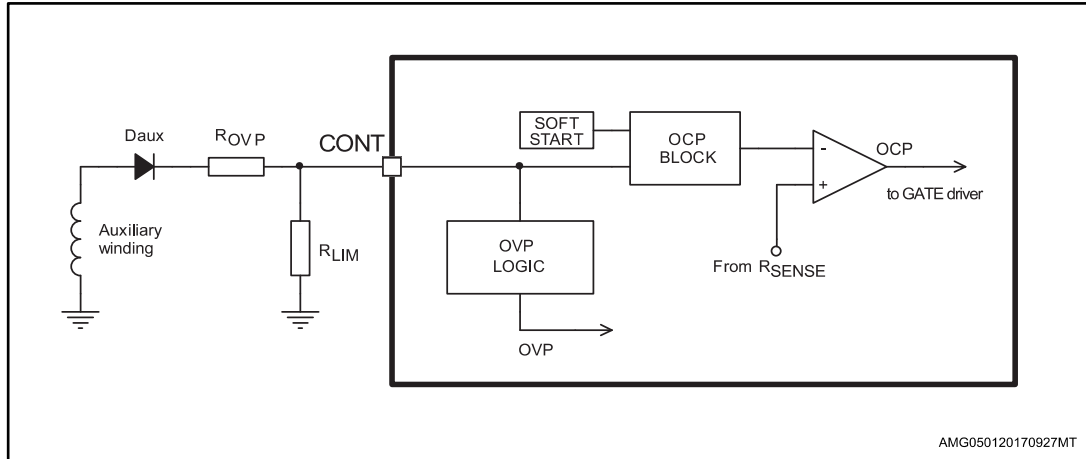 Daux
ROVP
CONT
SOFT
START
OCP
BLOCK
-
+
OCP
to GATE driver
Auxiliary
winding
RLIM
OVP
LOGIC
From RSENSE
OVP
AMG050120170927MT